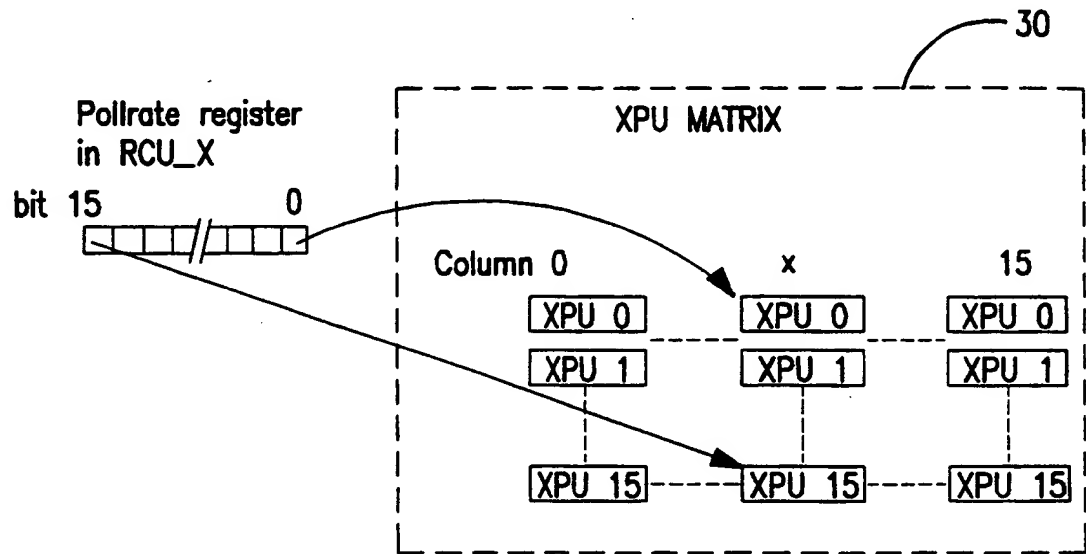 30
Pollrate register
in RCU_X
bit 15 0
XPU MATRIX
Column 0 x 15
XPU 0 XPU 0 XPU 0
XPU 1 XPU 1 XPU 1
XPU 15 XPU 15 XPU 15